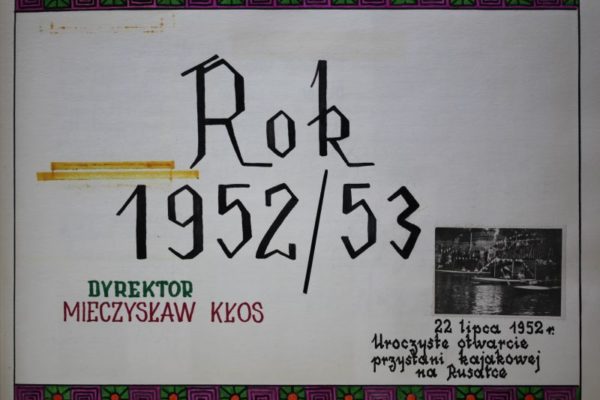 Rok
1952/53
DYREKTOR
MIECZYSŁAW KŁOS
22 lipca 1952 r.
Uroczyste otwarcie
przystani kajakowej
na Rusałce